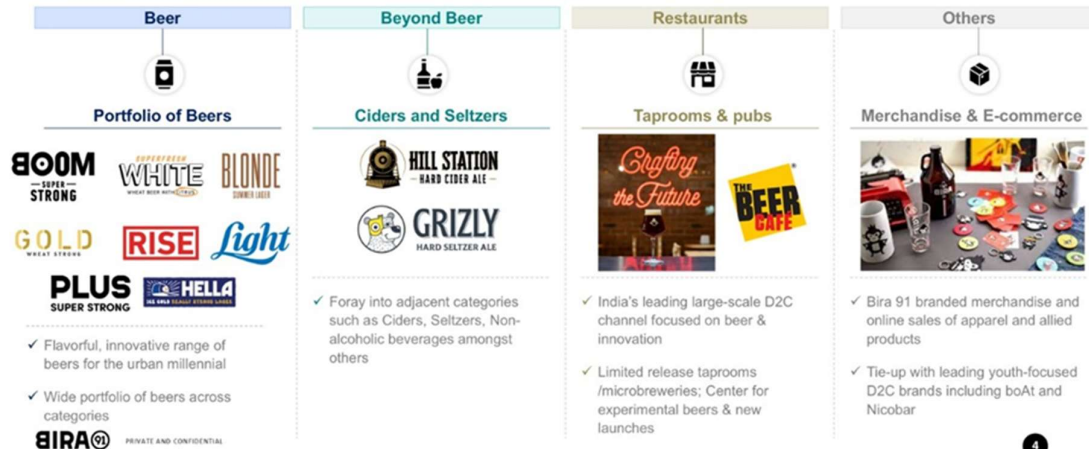 Beer
Portfolio of Beers
BOOM
SUPER
STRONG
SUPERFRESH
WHITE
WHEAT BEER WITH CITRUS
BLONDE
SUMMER LAGER
GOLD
WHEAT STRONG
RISE
Light
PLUS
SUPER STRONG
HELLA
✓ Flavorful, innovative range of
beers for the urban millennial
✓ Wide portfolio of beers across
categories
Beyond Beer
Ciders and Seltzers
HILL STATION
HARD CIDER ALE
GRIZLY
HARD SELTZER ALE
✓ Foray into adjacent categories
such as Ciders, Seltzers, Non-
alcoholic beverages amongst
others
Restaurants
Taprooms & pubs
Crafting
the Future
THE
BEER
CAFE
®
✓ India's leading large-scale D2C
channel focused on beer &
innovation
✓ Limited release taprooms
/microbreweries; Center for
experimental beers & new
launches
Others
Merchandise & E-commerce
✓ Bira 91 branded merchandise and
online sales of apparel and allied
products
✓ Tie-up with leading youth-focused
D2C brands including boAt and
Nicobar
BIRA 91
PRIVATE AND CONFIDENTIAL
4